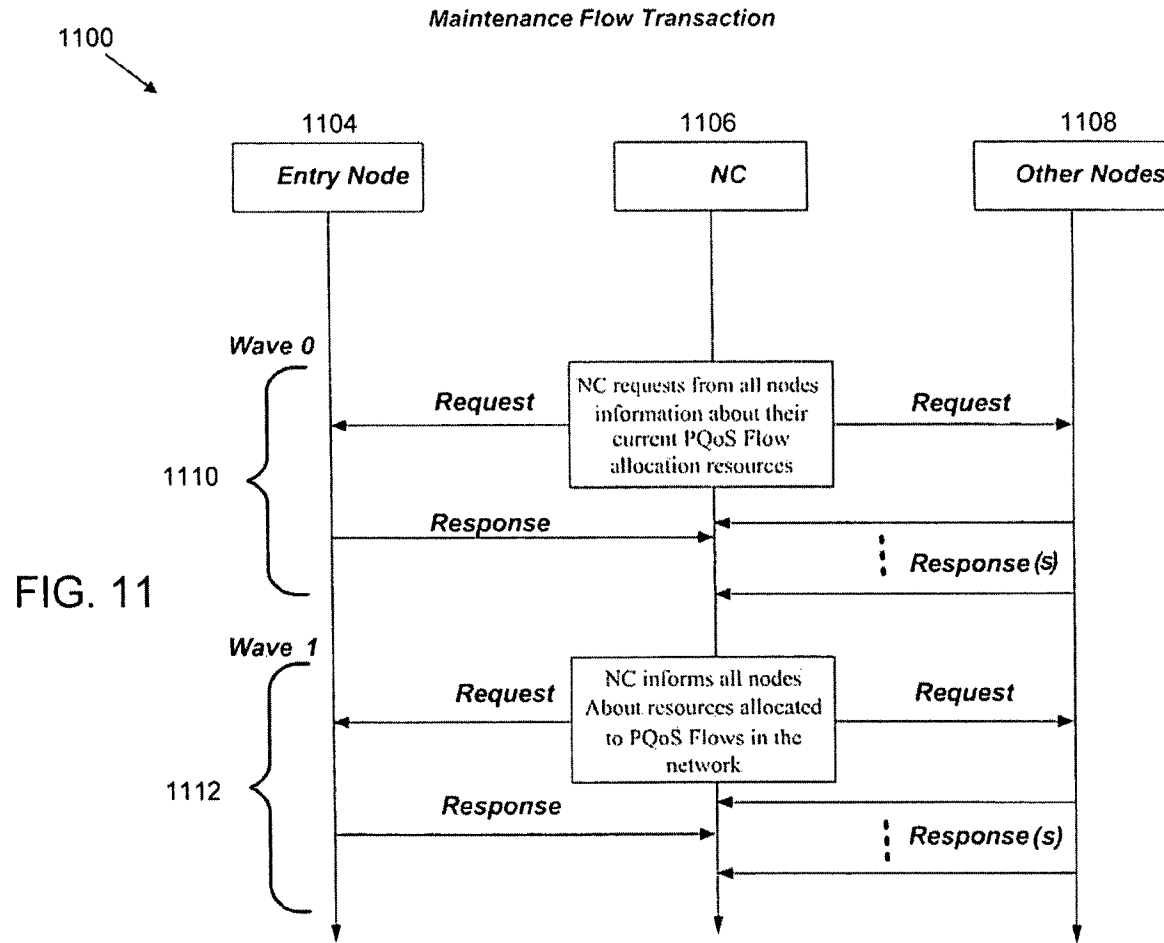 Maintenance Flow Transaction
1100
1104
1106
1108
Entry Node
NC
Other Nodes
Wave 0
NC requests from all nodes
information about their
current PQoS Flow
allocation resources
Request
Request
1110
Response
Response(s)
FIG. 11
Wave 1
NC informs all nodes
About resources allocated
to PQoS Flows in the
network
Request
Request
1112
Response
Response(s)